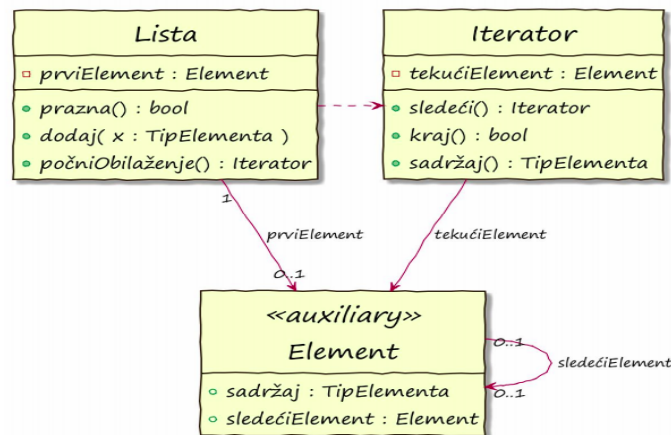 Lista
prviElement : Element
prazna() : bool
dodaj( x : TipElementa )
počniObilaženje() : Iterator
Iterator
tekućiElement : Element
sledeći() : Iterator
kraj() : bool
sadržaj() : TipElementa
1
prviElement
0..1
tekućiElement
«auxiliary»
Element
sadržaj : TipElementa
sledećiElement : Element
0..1
sledećiElement
0..1